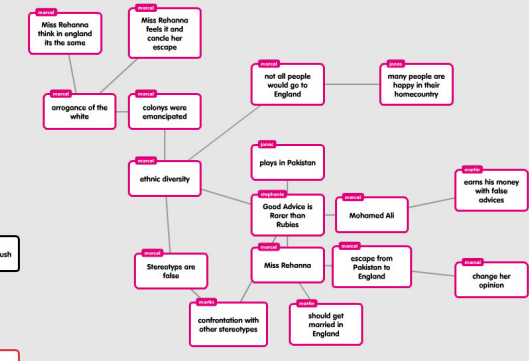 marcel
Miss Rehanna
think in england
its the same
marcel
Miss Rehanna
feels it and
cancle her
escape
marcel
arrogance of the
white
marcel
colonys were
emancipated
marcel
not all people
would go to
England
jonas
many people are
happy in their
homecountry
jonas
plays in Pakistan
marcel
ethnic diversity
stephanie
Good Advice is
Rarer than
Rubies
marcel
Mohamed Ali
martin
earns his money
with false
advices
ush
marcel
Stereotyps are
false
marcel
Miss Rehanna
marcel
escape from
Pakistan to
England
marcel
change her
opinion
martin
confrontation with
other stereotypes
martin
should get
married in
England